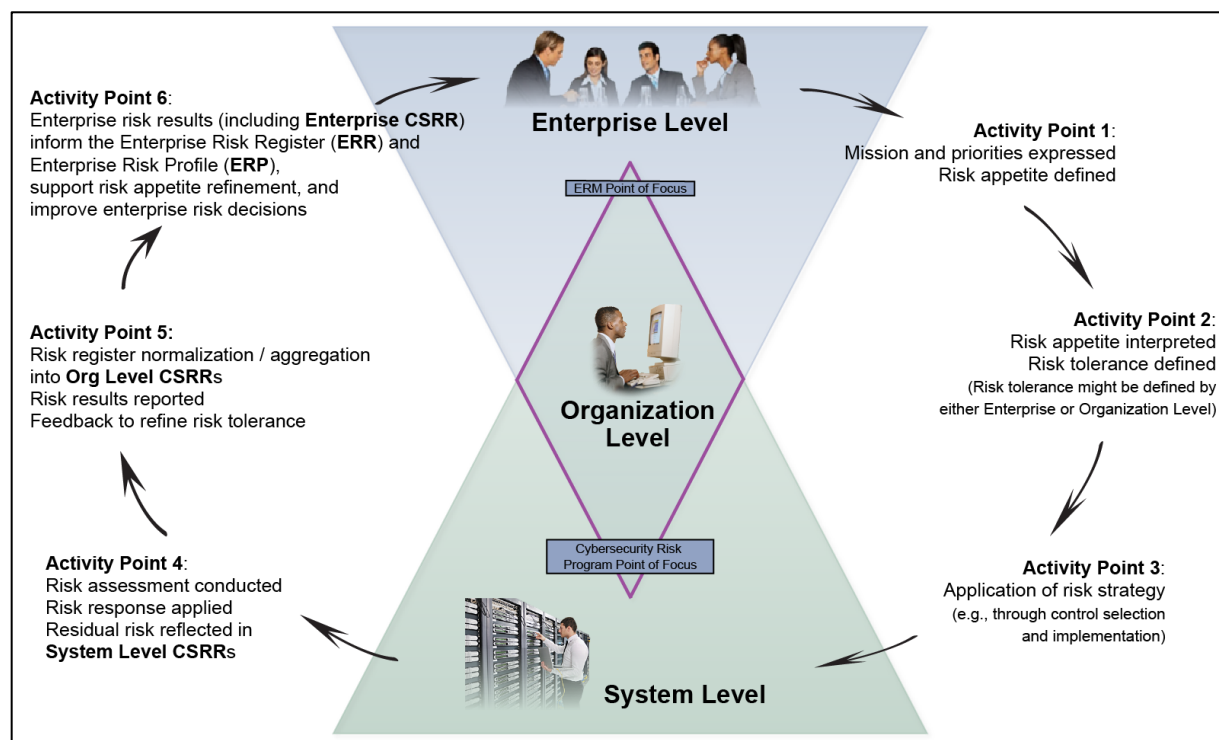 Enterprise Level
ERM Point of Focus
Activity Point 1:
Mission and priorities expressed
Risk appetite defined
Activity Point 2:
Risk appetite interpreted
Risk tolerance defined
(Risk tolerance might be defined by
either Enterprise or Organization Level)
Activity Point 3:
Application of risk strategy
(e.g., through control selection
and implementation)
Organization
Level
Cybersecurity Risk
Program Point of Focus
System Level
Activity Point 4:
Risk assessment conducted
Risk response applied
Residual risk reflected in
System Level CSRRs
Activity Point 5:
Risk register normalization / aggregation
into Org Level CSRRs
Risk results reported
Feedback to refine risk tolerance
Activity Point 6:
Enterprise risk results (including Enterprise CSRR)
inform the Enterprise Risk Register (ERR) and
Enterprise Risk Profile (ERP),
support risk appetite refinement, and
improve enterprise risk decisions